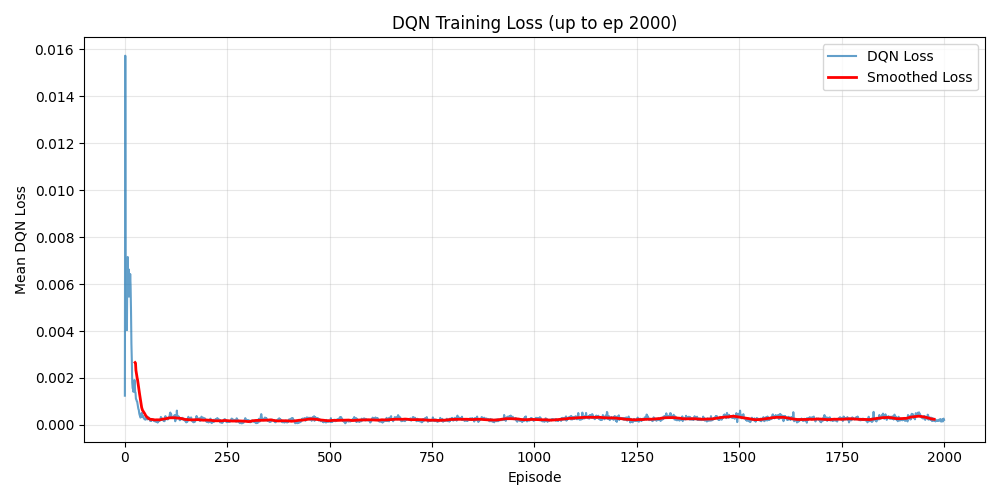 DQN Training Loss (up to ep 2000)
DQN Loss
Smoothed Loss
Mean DQN Loss
0.016
0.014
0.012
0.010
0.008
0.006
0.004
0.002
0.000
0 250 500 750 1000 1250 1500 1750 2000
Episode